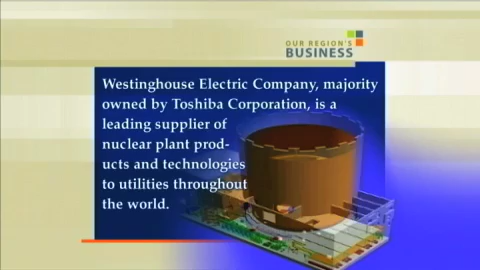 OUR REGION'S
BUSINESS
Westinghouse Electric Company, majority
owned by Toshiba Corporation, is a
leading supplier of
nuclear plant prod-
ucts and technologies
to utilities throughout
the world.